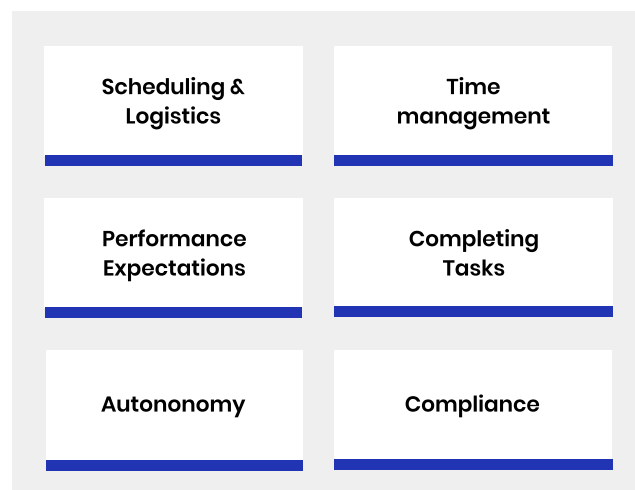 Scheduling &
Logistics
Time
management
Performance
Expectations
Completing
Tasks
Autononomy
Compliance